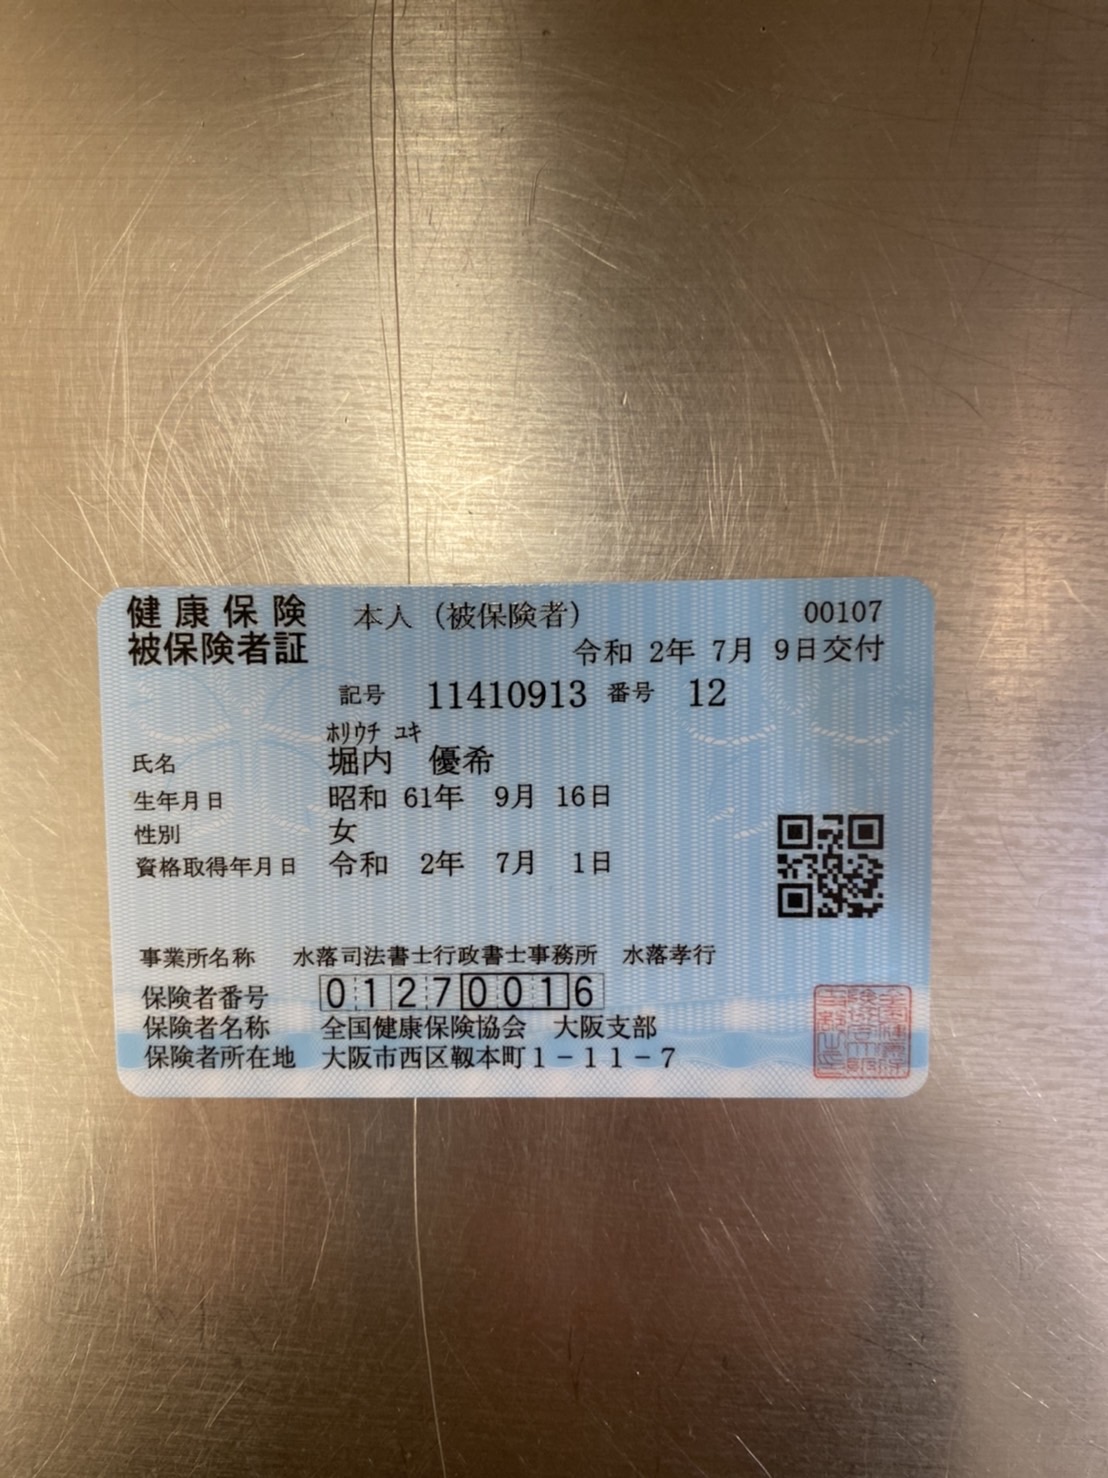 健康保険 本人（被保険者） 00107
被保険者証 令和 2年 7月 9日交付
記号 11410913 番号 12
ﾎﾘｳﾁ ﾕｷ
氏名 堀内 優希
生年月日 昭和 61年 9月 16日
性別 女
資格取得年月日 令和 2年 7月 1日
事業所名称 水落司法書士行政書士事務所 水落孝行
保険者番号 01270016
保険者名称 全国健康保険協会 大阪支部
保険者所在地 大阪市西区靱本町１－１１－７